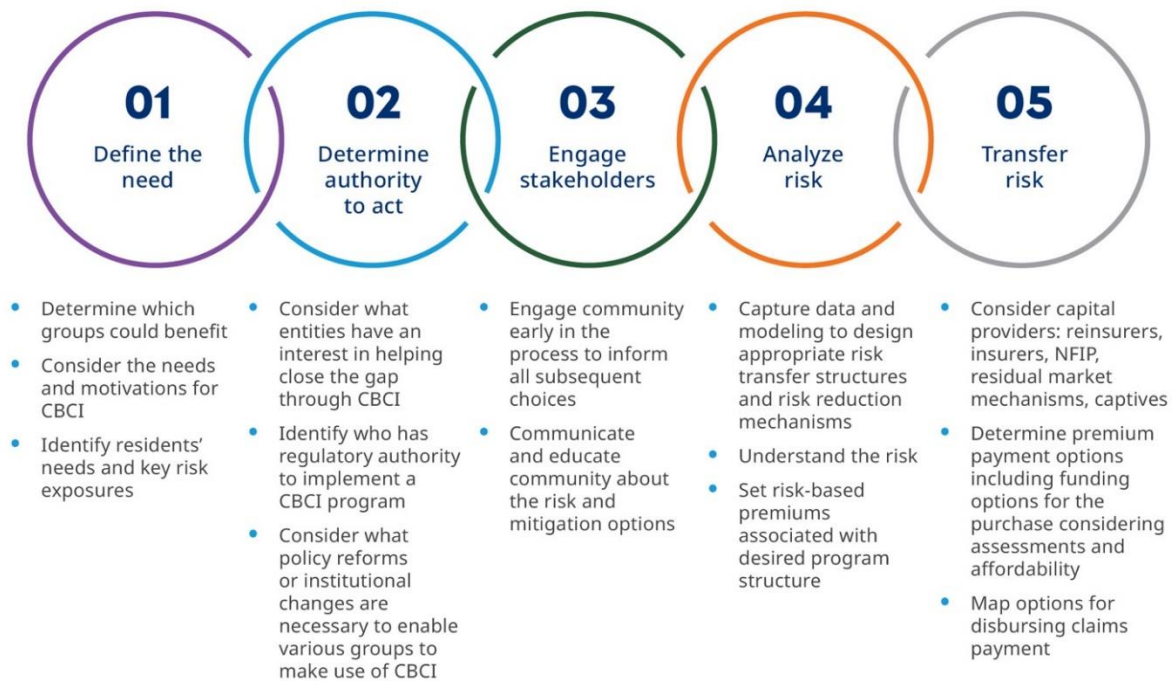 01
Define the
need
02
Determine
authority
to act
03
Engage
stakeholders
04
Analyze
risk
05
Transfer
risk
• Determine which
groups could benefit
• Consider the needs
and motivations for
CBCI
• Identify residents’
needs and key risk
exposures
• Consider what
entities have an
interest in helping
close the gap
through CBCI
• Identify who has
regulatory authority
to implement a
CBCI program
• Consider what
policy reforms
or institutional
changes are
necessary to enable
various groups to
make use of CBCI
• Engage community
early in the
process to inform
all subsequent
choices
• Communicate
and educate
community about
the risk and
mitigation options
• Capture data and
modeling to design
appropriate risk
transfer structures
and risk reduction
mechanisms
• Understand the risk
• Set risk-based
premiums
associated with
desired program
structure
• Consider capital
providers: reinsurers,
insurers, NFIP,
residual market
mechanisms, captives
• Determine premium
payment options
including funding
options for the
purchase considering
assessments and
affordability
• Map options for
disbursing claims
payment